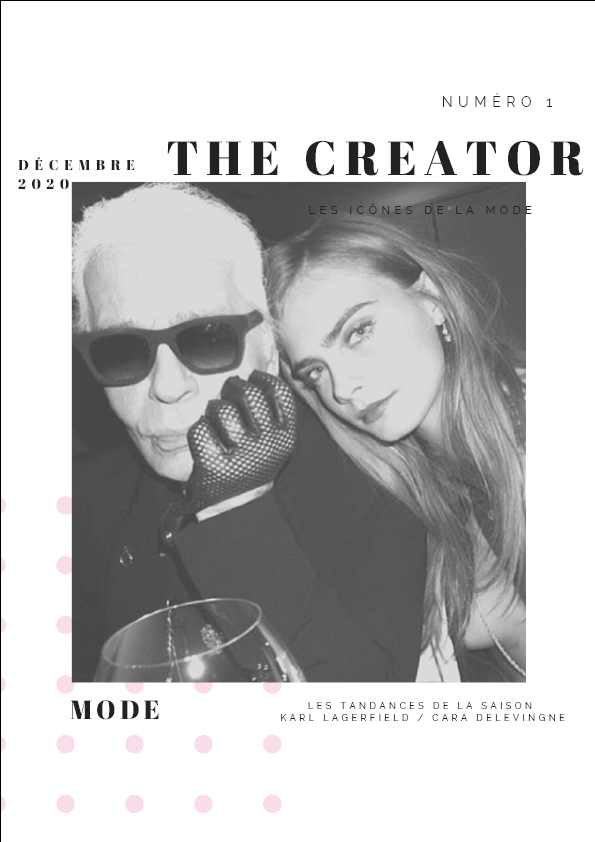 NUMÉRO 1
THE CREATOR
DÉCEMBRE
2020
LES ICÔNES DE LA MODE
MODE
LES TANDANCES DE LA SAISON
KARL LAGERFIELD / CARA DELEVINGNE